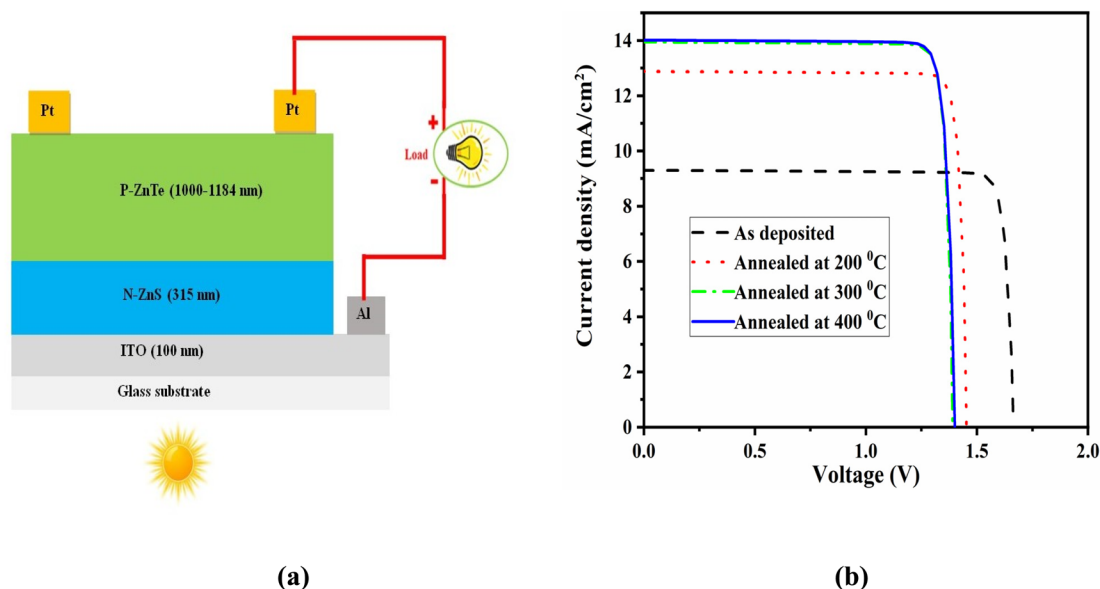 Pt
Pt
+
Load
-
P-ZnTe (1000-1184 nm)
N-ZnS (315 nm)
Al
ITO (100 nm)
Glass substrate
(a)
Current density (mA/cm²)
14
12
10
8
6
4
2
0
As deposited
Annealed at 200 ⁰C
Annealed at 300 ⁰C
Annealed at 400 ⁰C
0.0 0.5 1.0 1.5 2.0
Voltage (V)
(b)